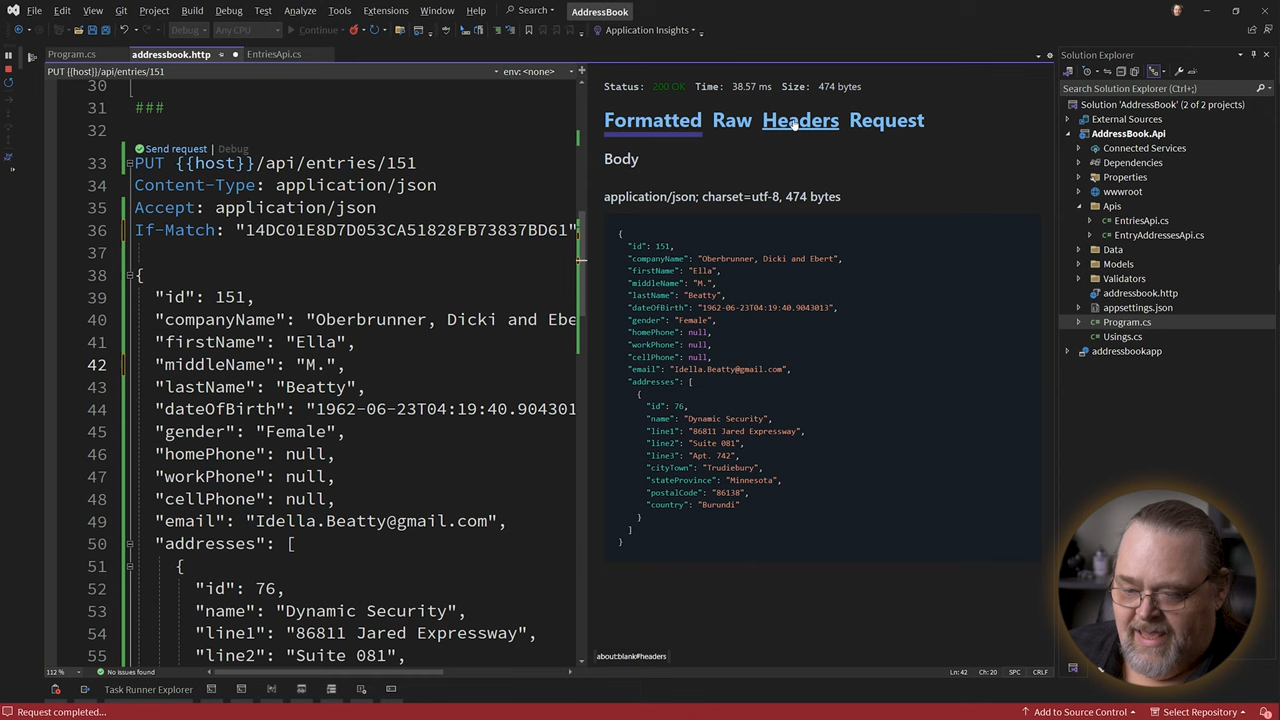 File Edit View Git Project Build Debug Test Analyze Tools Extensions Window Help Search AddressBook
Debug Any CPU Continue Application Insights
Program.cs addressbook.http EntriesApi.cs
PUT {{host}}/api/entries/151 env: <none>
30
31 ###
32
Send request | Debug
33 PUT {{host}}/api/entries/151
34 Content-Type: application/json
35 Accept: application/json
36 If-Match: "14DC01E8D7D053CA51828FB73837BD61"
37
38 {
39 "id": 151,
40 "companyName": "Oberbrunner, Dicki and Ebe
41 "firstName": "Ella",
42 "middleName": "M.",
43 "lastName": "Beatty",
44 "dateOfBirth": "1962-06-23T04:19:40.904301
45 "gender": "Female",
46 "homePhone": null,
47 "workPhone": null,
48 "cellPhone": null,
49 "email": "Idella.Beatty@gmail.com",
50 "addresses": [
51 {
52 "id": 76,
53 "name": "Dynamic Security",
54 "line1": "86811 Jared Expressway",
55 "line2": "Suite 081",
112 % No issues found Ln: 42 Ch: 20 SPC CRLF
Status: 200 OK Time: 38.57 ms Size: 474 bytes
Formatted Raw Headers Request
Body
application/json; charset=utf-8, 474 bytes
{
"id": 151,
"companyName": "Oberbrunner, Dicki and Ebert",
"firstName": "Ella",
"middleName": "M.",
"lastName": "Beatty",
"dateOfBirth": "1962-06-23T04:19:40.9043013",
"gender": "Female",
"homePhone": null,
"workPhone": null,
"cellPhone": null,
"email": "Idella.Beatty@gmail.com",
"addresses": [
{
"id": 76,
"name": "Dynamic Security",
"line1": "86811 Jared Expressway",
"line2": "Suite 081",
"line3": "Apt. 742",
"cityTown": "Trudiebury",
"stateProvince": "Minnesota",
"postalCode": "86138",
"country": "Burundi"
}
]
}
about:blank#headers
Solution Explorer
Search Solution Explorer (Ctrl+;)
Solution 'AddressBook' (2 of 2 projects)
External Sources
AddressBook.Api
Connected Services
Dependencies
Properties
wwwroot
Apis
EntriesApi.cs
EntryAddressesApi.cs
Data
Models
Validators
addressbook.http
appsettings.json
Program.cs
Usings.cs
addressbookapp
Task Runner Explorer
Request completed... Add to Source Control Select Repository